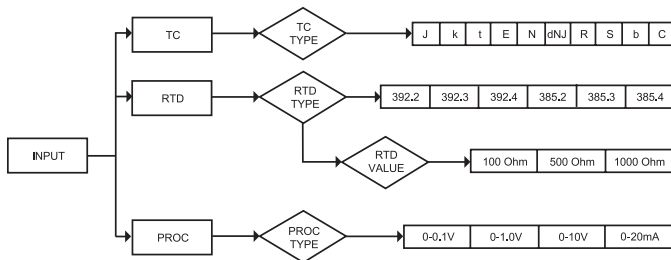 TC
TC
TYPE
J k t E N dNJ R S b C
RTD
RTD
TYPE
392.2 392.3 392.4 385.2 385.3 385.4
INPUT
RTD
VALUE
100 Ohm 500 Ohm 1000 Ohm
PROC
PROC
TYPE
0-0.1V 0-1.0V 0-10V 0-20mA